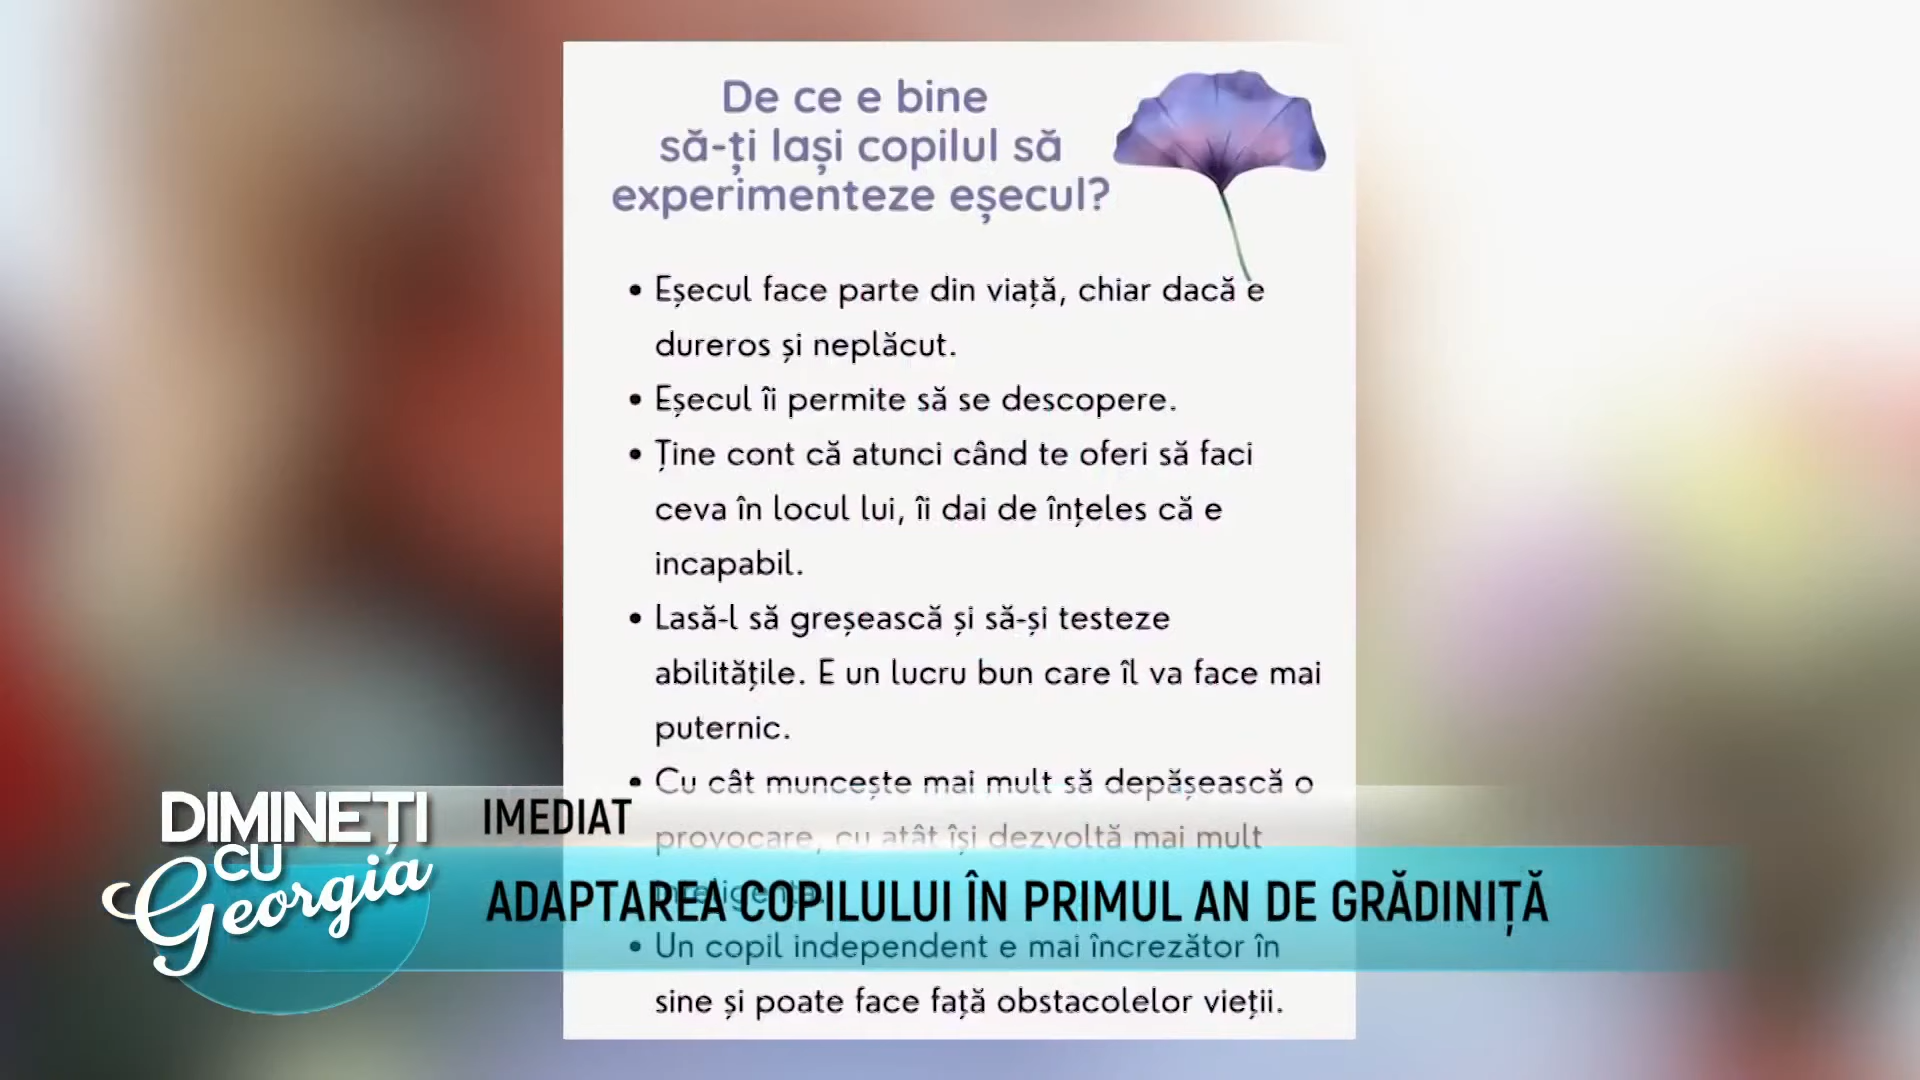 De ce e bine
să-ți lași copilul să
experimenteze eșecul?
• Eșecul face parte din viață, chiar dacă e
dureros și neplăcut.
• Eșecul îi permite să se descopere.
• Ține cont că atunci când te oferi să faci
ceva în locul lui, îi dai de înțeles că e
incapabil.
• Lasă-l să greșească și să-și testeze
abilitățile. E un lucru bun care îl va face mai
puternic.
• Cu cât muncește mai mult să depășească o
provocare, cu atât își dezvoltă mai mult
• Un copil independent e mai încrezător în
sine și poate face față obstacolelor vieții.
DIMINEȚI
CU
Georgia
IMEDIAT
ADAPTAREA COPILULUI ÎN PRIMUL AN DE GRĂDINIȚĂ